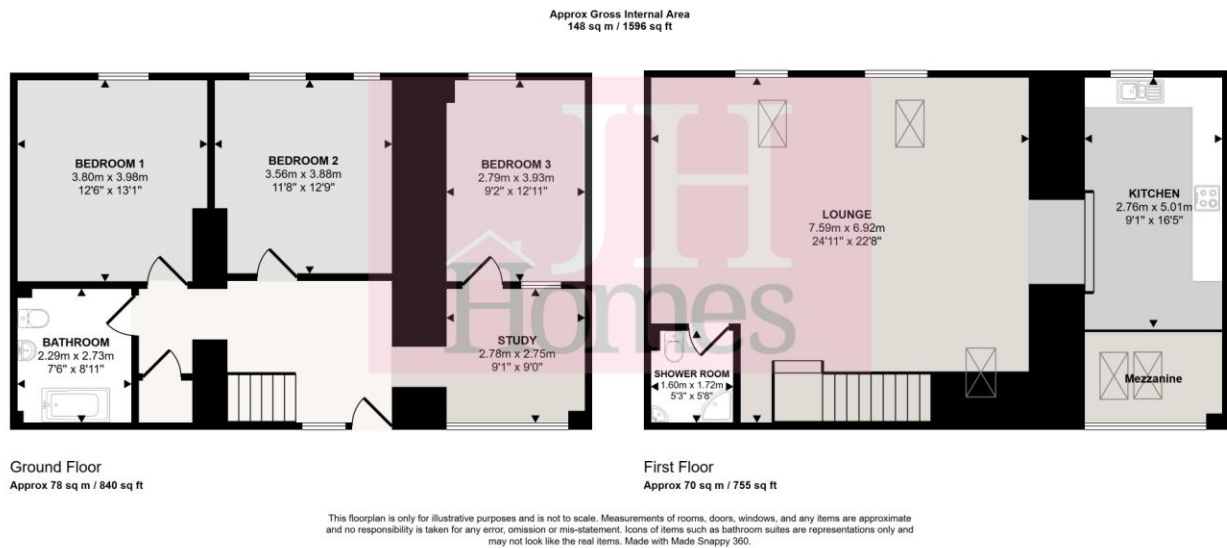 Approx Gross Internal Area
148 sq m / 1596 sq ft
BEDROOM 1
3.80m x 3.98m
12'6" x 13'1"
BEDROOM 2
3.56m x 3.88m
11'8" x 12'9"
BEDROOM 3
2.79m x 3.93m
9'2" x 12'11"
BATHROOM
2.29m x 2.73m
7'6" x 8'11"
STUDY
2.78m x 2.75m
9'1" x 9'0"
LOUNGE
7.59m x 6.92m
24'11" x 22'8"
KITCHEN
2.76m x 5.01m
9'1" x 16'5"
SHOWER ROOM
1.60m x 1.72m
5'3" x 5'8"
Mezzanine
JH
Homes
Ground Floor
Approx 78 sq m / 840 sq ft
First Floor
Approx 70 sq m / 755 sq ft
This floorplan is only for illustrative purposes and is not to scale. Measurements of rooms, doors, windows, and any items are approximate
and no responsibility is taken for any error, omission or mis-statement. Icons of items such as bathroom suites are representations only and
may not look like the real items. Made with Made Snappy 360.